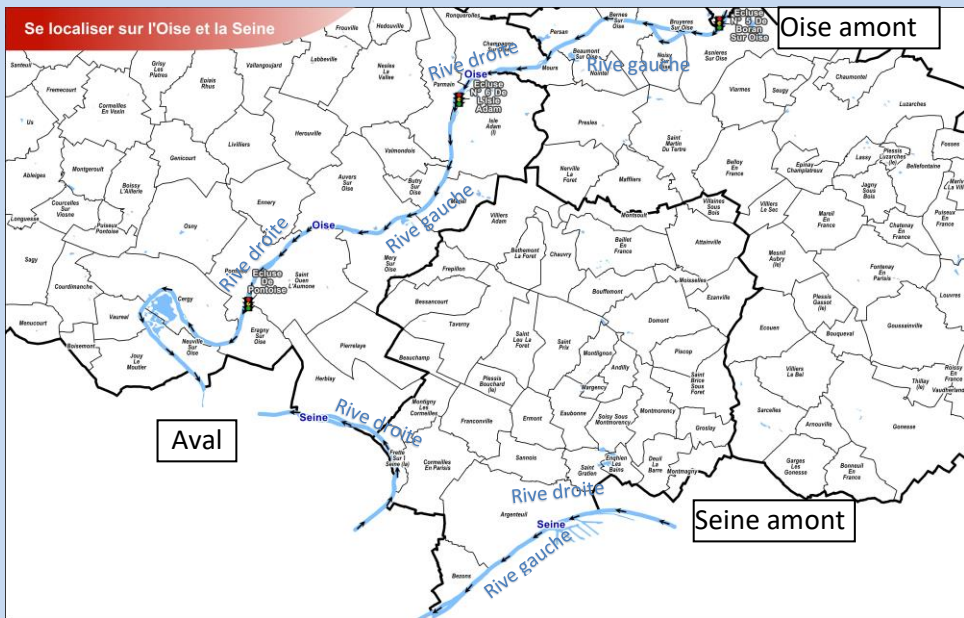 Se localiser sur l'Oise et la Seine
Oise amont
Ecluse
N° 5 De
Boran
Sur Oise
Ronquerolles
Frouville
Hedouville
Bernes
Sur
Oise
Bruyeres
Sur Oise
Persan
Champagne
Sur Oise
Beaumont
Sur Oise
Nointel
Noisy
Sur
Oise
Asnieres
Sur Oise
Mours
Rive droite
Oise
Rive gauche
Santeuil
Grisy
Les
Platres
Vallangoujard
Labbeville
Nesles
La
Vallee
Parmain
Ecluse
N° 6 De
L'Isle
Adam
Isle
Adam
(l)
Fremecourt
Epiais
Rhus
Cormeilles
En Vexin
Us
Viarmes
Seugy
Chaumontel
Luzarches
Presles
Saint
Martin
Du Tertre
Fosses
Herouville
Livilliers
Genicourt
Montgeroult
Ableiges
Boissy
L'Aillerie
Valmondois
Butry
Sur
Oise
Auvers
Sur
Oise
Ennery
Courcelles
Sur
Viosne
Puiseux
Pontoise
Longuesse
Osny
Sagy
Nerville
La
Foret
Maffliers
Belloy
En
France
Epinay
Champlatreux
Lassy
Plessis
Luzarches
(le)
Bellefontaine
Jagny
Sous
Bois
Villiers
Le Sec
Mareil
En
France
Chatenay
En
France
Puiseux
En
France
Rive gauche
Oise
Rive droite
Villiers
Adam
Montsoult
Villaines
Sous
Bois
Mery
Sur
Oise
Bethemont
La Foret
Chauvry
Baillet
En
France
Attainville
Mesnil
Aubry
(le)
Fontenay
En
Parisis
Frepillon
Moisselles
Ecluse
De
Pontoise
Saint
Ouen
L'Aumone
Courdimanche
Cergy
Menucourt
Vaureal
Boisemont
Jouy
Le
Moutier
Neuville
Sur
Oise
Eragny
Sur
Oise
Pierrelaye
Bessancourt
Bouffemont
Ezanville
Plessis
Gassot
(le)
Louvres
Taverny
Domont
Ecouen
Bouqueval
Goussainville
Saint
Leu La
Foret
Saint
Prix
Montlignon
Piscop
Beauchamp
Andilly
Villiers
Le Bel
Thillay
(le)
Roissy
En
France
Vaudherland
Herblay
Plessis
Bouchard
(le)
Margency
Saint
Brice
Sous
Foret
Montigny
Les
Cormeilles
Franconville
Ermont
Eaubonne
Soisy Sous
Montmorency
Montmorency
Groslay
Sarcelles
Arnouville
Gonesse
Aval
Seine
Rive droite
Frette
Sur
Seine (la)
Cormeilles
En Parisis
Sannois
Saint
Gratien
Enghien
Les
Bains
Deuil
La
Barre
Montmagny
Garges
Les
Gonesse
Bonneuil
En
France
Rive droite
Argenteuil
Seine
Seine amont
Rive gauche
Bezons